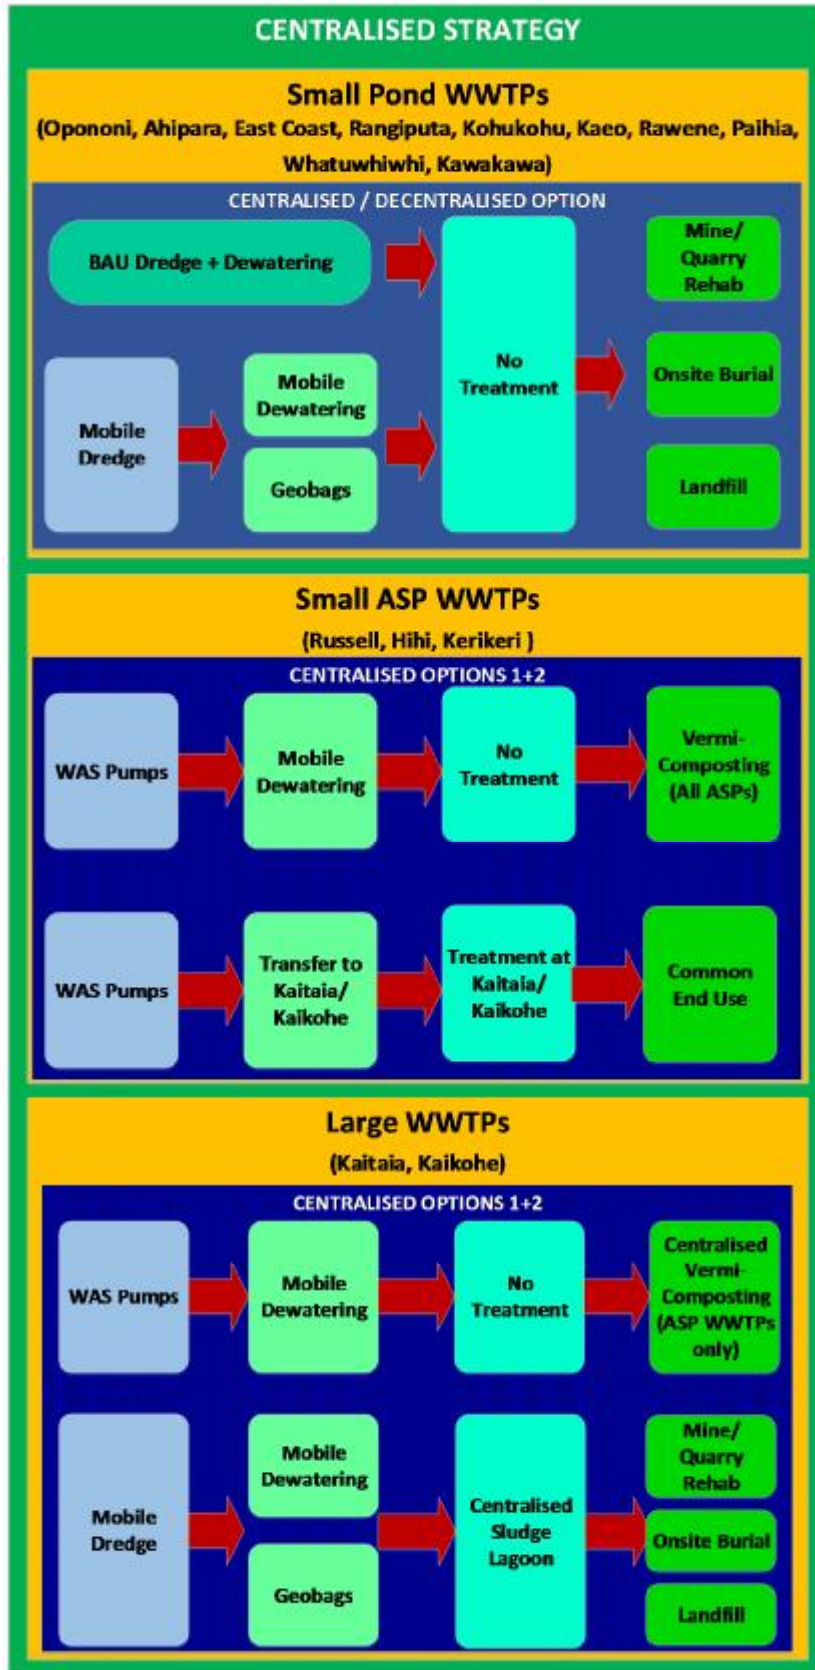 CENTRALISED STRATEGY
Small Pond WWTPs
(Opononi, Ahipara, East Coast, Rangiputa, Kohukohu, Kaeo, Rawene, Paihia,
Whatuwhiwhi, Kawakawa)
CENTRALISED / DECENTRALISED OPTION
BAU Dredge + Dewatering
Mobile
Dredge
Mobile
Dewatering
Geobags
No
Treatment
Mine/
Quarry
Rehab
Onsite Burial
Landfill
Small ASP WWTPs
(Russell, Hihi, Kerikeri )
CENTRALISED OPTIONS 1+2
WAS Pumps
Mobile
Dewatering
No
Treatment
Vermi-
Composting
(All ASPs)
WAS Pumps
Transfer to
Kaitaia/
Kaikohe
Treatment at
Kaitaia/
Kaikohe
Common
End Use
Large WWTPs
(Kaitaia, Kaikohe)
CENTRALISED OPTIONS 1+2
WAS Pumps
Mobile
Dewatering
No
Treatment
Centralised
Vermi-
Composting
(ASP WWTPs
only)
Mobile
Dredge
Mobile
Dewatering
Geobags
Centralised
Sludge
Lagoon
Mine/
Quarry
Rehab
Onsite Burial
Landfill